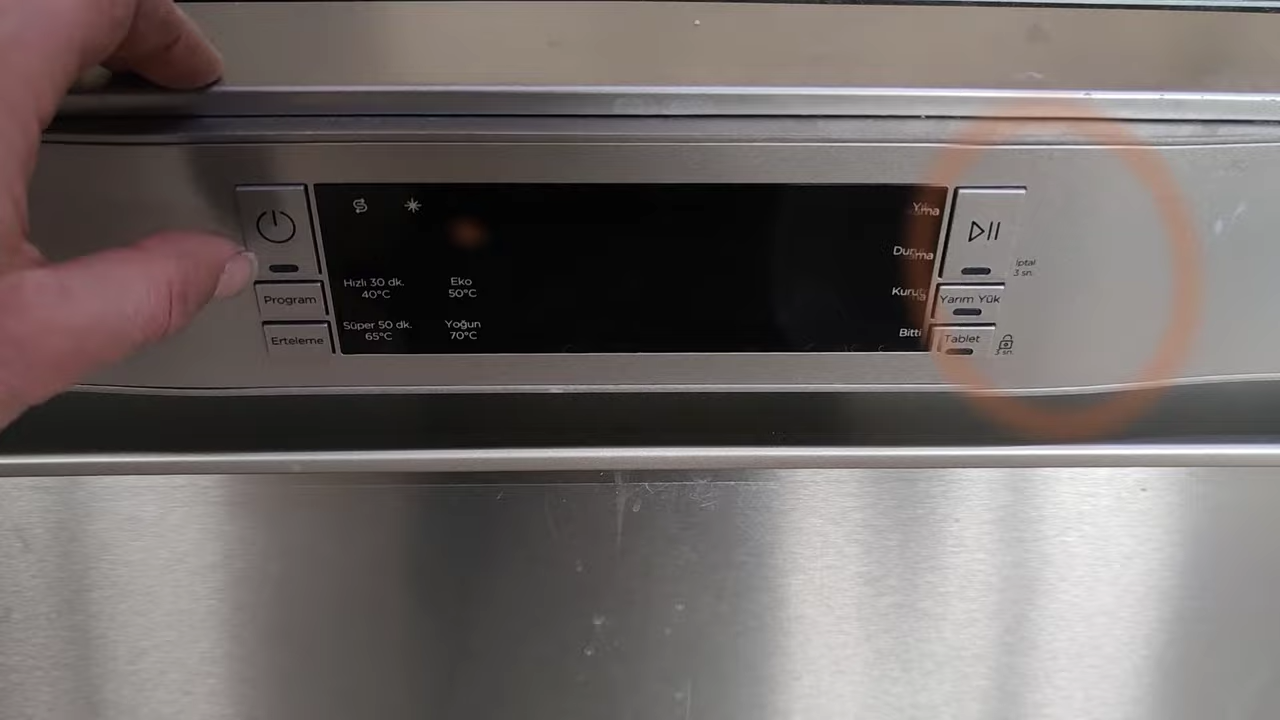 Hızlı 30 dk.
40°C
Eko
50°C
Süper 50 dk.
65°C
Yoğun
70°C
Program
Erteleme
Bitti
İptal
3 sn.
Yarım Yük
Tablet
3 sn.